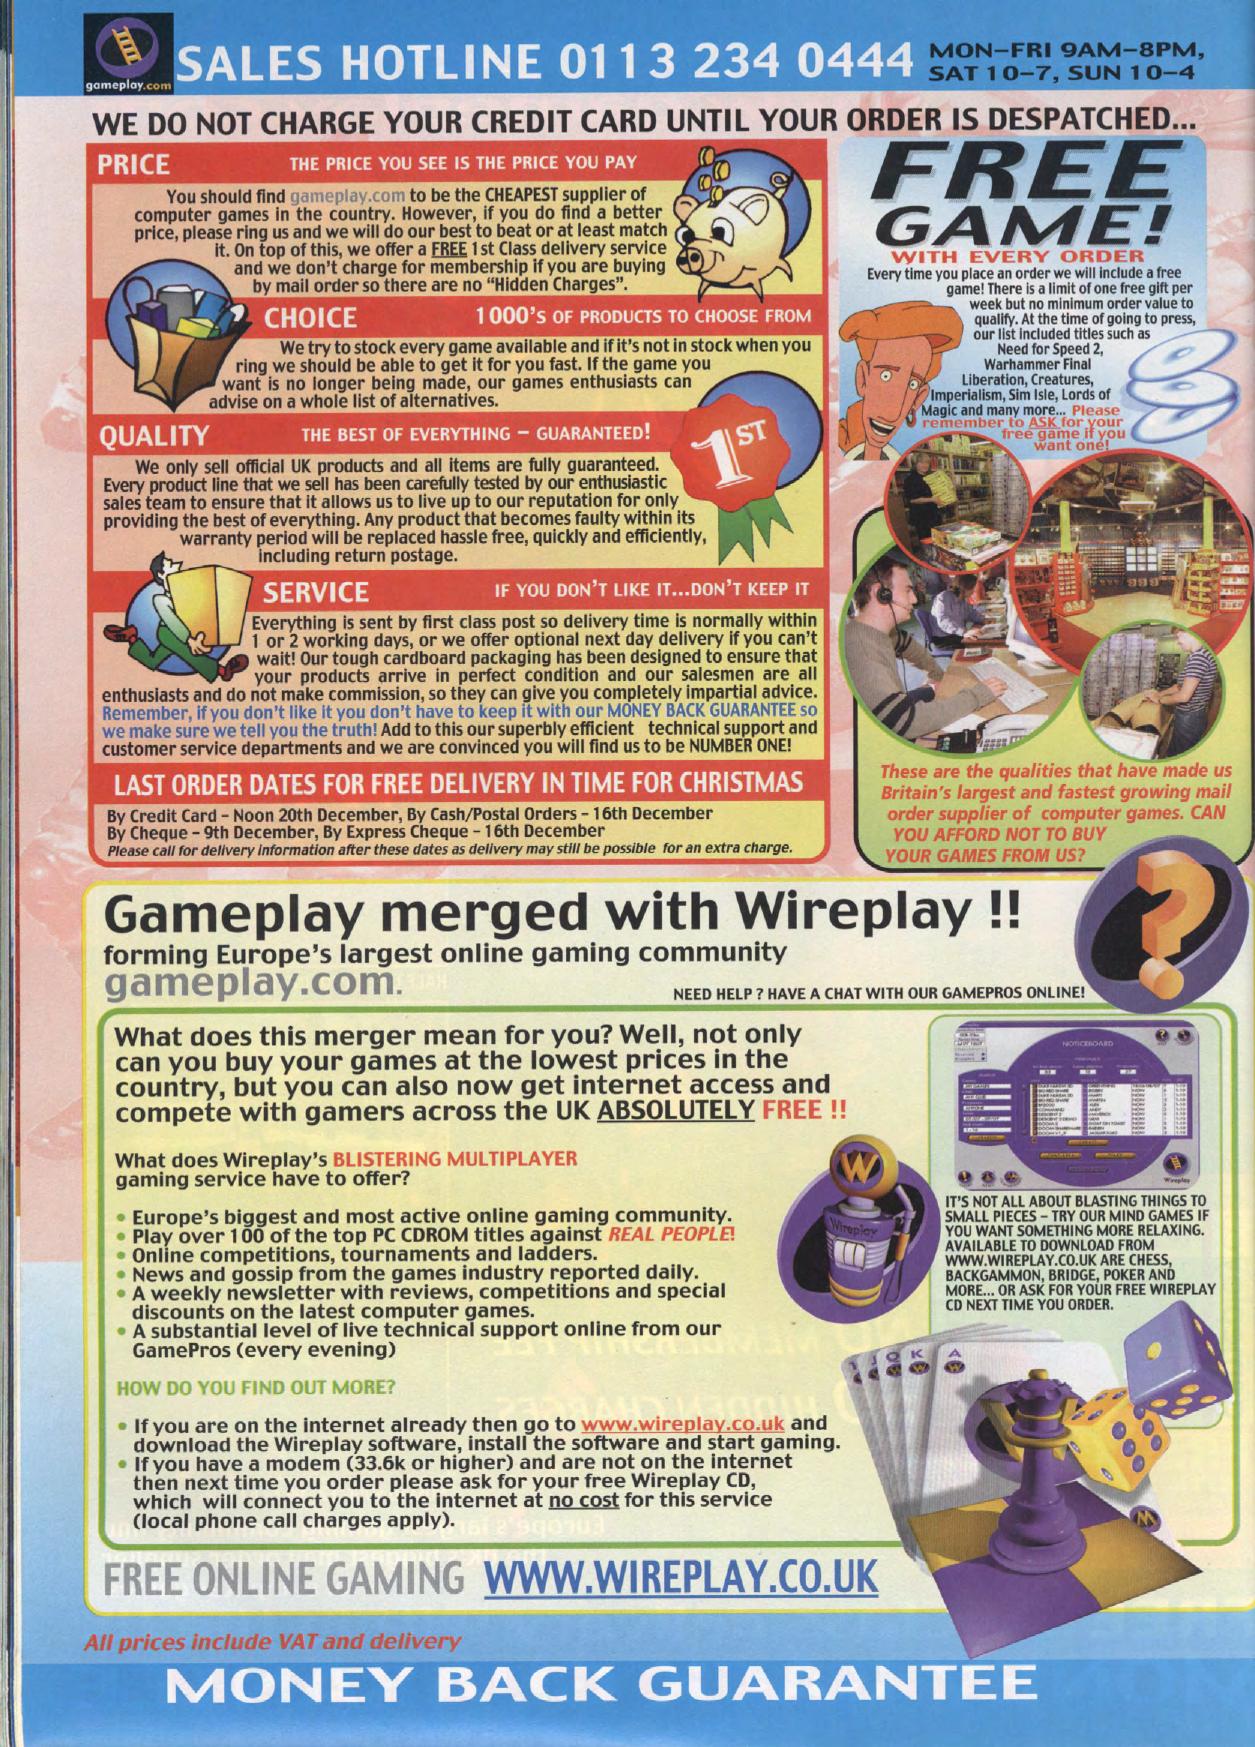 gameplay.com
SALES HOTLINE 0113 234 0444
MON-FRI 9AM-8PM,
SAT 10-7, SUN 10-4
WE DO NOT CHARGE YOUR CREDIT CARD UNTIL YOUR ORDER IS DESPATCHED...
PRICE THE PRICE YOU SEE IS THE PRICE YOU PAY
You should find gameplay.com to be the CHEAPEST supplier of
computer games in the country. However, if you do find a better
price, please ring us and we will do our best to beat or at least match
it. On top of this, we offer a FREE 1st Class delivery service
and we don't charge for membership if you are buying
by mail order so there are no "Hidden Charges".
CHOICE 1000'S OF PRODUCTS TO CHOOSE FROM
We try to stock every game available and if it's not in stock when you
ring we should be able to get it for you fast. If the game you
want is no longer being made, our games enthusiasts can
advise on a whole list of alternatives.
QUALITY THE BEST OF EVERYTHING – GUARANTEED!
1ST
We only sell official UK products and all items are fully guaranteed.
Every product line that we sell has been carefully tested by our enthusiastic
sales team to ensure that it allows us to live up to our reputation for only
providing the best of everything. Any product that becomes faulty within its
warranty period will be replaced hassle free, quickly and efficiently,
including return postage.
SERVICE IF YOU DON'T LIKE IT...DON'T KEEP IT
Everything is sent by first class post so delivery time is normally within
1 or 2 working days, or we offer optional next day delivery if you can't
wait! Our tough cardboard packaging has been designed to ensure that
your products arrive in perfect condition and our salesmen are all
enthusiasts and do not make commission, so they can give you completely impartial advice.
Remember, if you don't like it you don't have to keep it with our MONEY BACK GUARANTEE so
we make sure we tell you the truth! Add to this our superbly efficient technical support and
customer service departments and we are convinced you will find us to be NUMBER ONE!
LAST ORDER DATES FOR FREE DELIVERY IN TIME FOR CHRISTMAS
By Credit Card – Noon 20th December, By Cash/Postal Orders – 16th December
By Cheque – 9th December, By Express Cheque – 16th December
Please call for delivery information after these dates as delivery may still be possible for an extra charge.
FREE
GAME!
WITH EVERY ORDER
Every time you place an order we will include a free
game! There is a limit of one free gift per
week but no minimum order value to
qualify. At the time of going to press,
our list included titles such as
Need for Speed 2,
Warhammer Final
Liberation, Creatures,
Imperialism, Sim Isle, Lords of
Magic and many more... Please
remember to ASK for your
free game if you
want one!
These are the qualities that have made us
Britain's largest and fastest growing mail
order supplier of computer games. CAN
YOU AFFORD NOT TO BUY
YOUR GAMES FROM US?
Gameplay merged with Wireplay !!
forming Europe's largest online gaming community
gameplay.com.
NEED HELP ? HAVE A CHAT WITH OUR GAMEPROS ONLINE!
?
What does this merger mean for you? Well, not only
can you buy your games at the lowest prices in the
country, but you can also now get internet access and
compete with gamers across the UK ABSOLUTELY FREE !!
What does Wireplay's BLISTERING MULTIPLAYER
gaming service have to offer?
• Europe's biggest and most active online gaming community.
• Play over 100 of the top PC CDROM titles against REAL PEOPLE!
• Online competitions, tournaments and ladders.
• News and gossip from the games industry reported daily.
• A weekly newsletter with reviews, competitions and special
discounts on the latest computer games.
• A substantial level of live technical support online from our
GamePros (every evening)
HOW DO YOU FIND OUT MORE?
• If you are on the internet already then go to www.wireplay.co.uk and
download the Wireplay software, install the software and start gaming.
• If you have a modem (33.6k or higher) and are not on the internet
then next time you order please ask for your free Wireplay CD,
which will connect you to the internet at no cost for this service
(local phone call charges apply).
NOTICEBOARD
Wireplay
W
Wireplay
IT'S NOT ALL ABOUT BLASTING THINGS TO
SMALL PIECES – TRY OUR MIND GAMES IF
YOU WANT SOMETHING MORE RELAXING.
AVAILABLE TO DOWNLOAD FROM
WWW.WIREPLAY.CO.UK ARE CHESS,
BACKGAMMON, BRIDGE, POKER AND
MORE... OR ASK FOR YOUR FREE WIREPLAY
CD NEXT TIME YOU ORDER.
J Q K A
FREE ONLINE GAMING WWW.WIREPLAY.CO.UK
All prices include VAT and delivery
MONEY BACK GUARANTEE